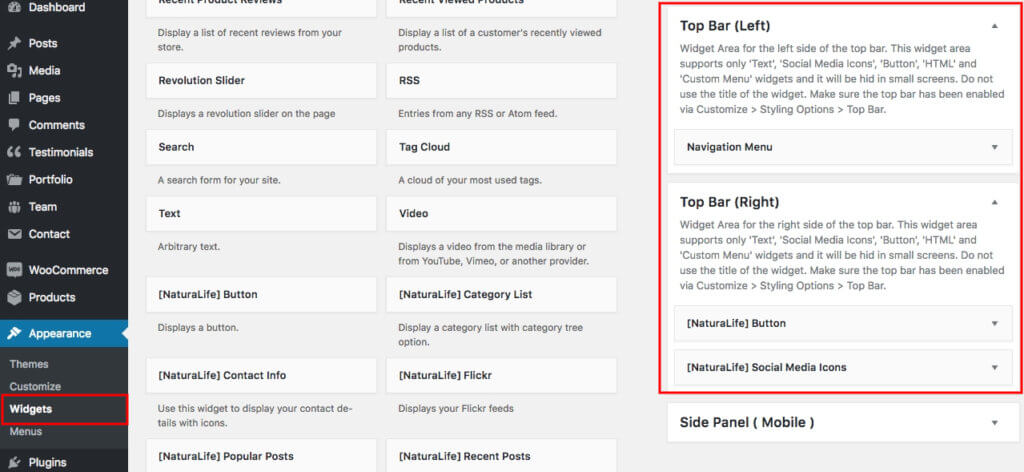 Dashboard
Posts
Media
Pages
Comments
Testimonials
Portfolio
Team
Contact
WooCommerce
Products
Appearance
Themes
Customize
Widgets
Menus
Plugins
Recent Product Reviews
Display a list of recent reviews from your
store.
Recent Viewed Products
Display a list of a customer's recently viewed
products.
Revolution Slider
Displays a revolution slider on the page
RSS
Entries from any RSS or Atom feed.
Search
A search form for your site.
Tag Cloud
A cloud of your most used tags.
Text
Arbitrary text.
Video
Displays a video from the media library or
from YouTube, Vimeo, or another provider.
[NaturaLife] Button
Displays a button.
[NaturaLife] Category List
Display a category list with category tree
option.
[NaturaLife] Contact Info
Use this widget to display your contact de-
tails with icons.
[NaturaLife] Flickr
Displays your Flickr feeds
[NaturaLife] Popular Posts
[NaturaLife] Recent Posts
Top Bar (Left)
Widget Area for the left side of the top bar. This widget area
supports only 'Text', 'Social Media Icons', 'Button', 'HTML' and
'Custom Menu' widgets and it will be hid in small screens. Do not
use the title of the widget. Make sure the top bar has been enabled
via Customize > Styling Options > Top Bar.
Navigation Menu
Top Bar (Right)
Widget Area for the right side of the top bar. This widget area
supports only 'Text', 'Social Media Icons', 'Button', 'HTML' and
'Custom Menu' widgets and it will be hid in small screens. Do not
use the title of the widget. Make sure the top bar has been enabled
via Customize > Styling Options > Top Bar.
[NaturaLife] Button
[NaturaLife] Social Media Icons
Side Panel ( Mobile )